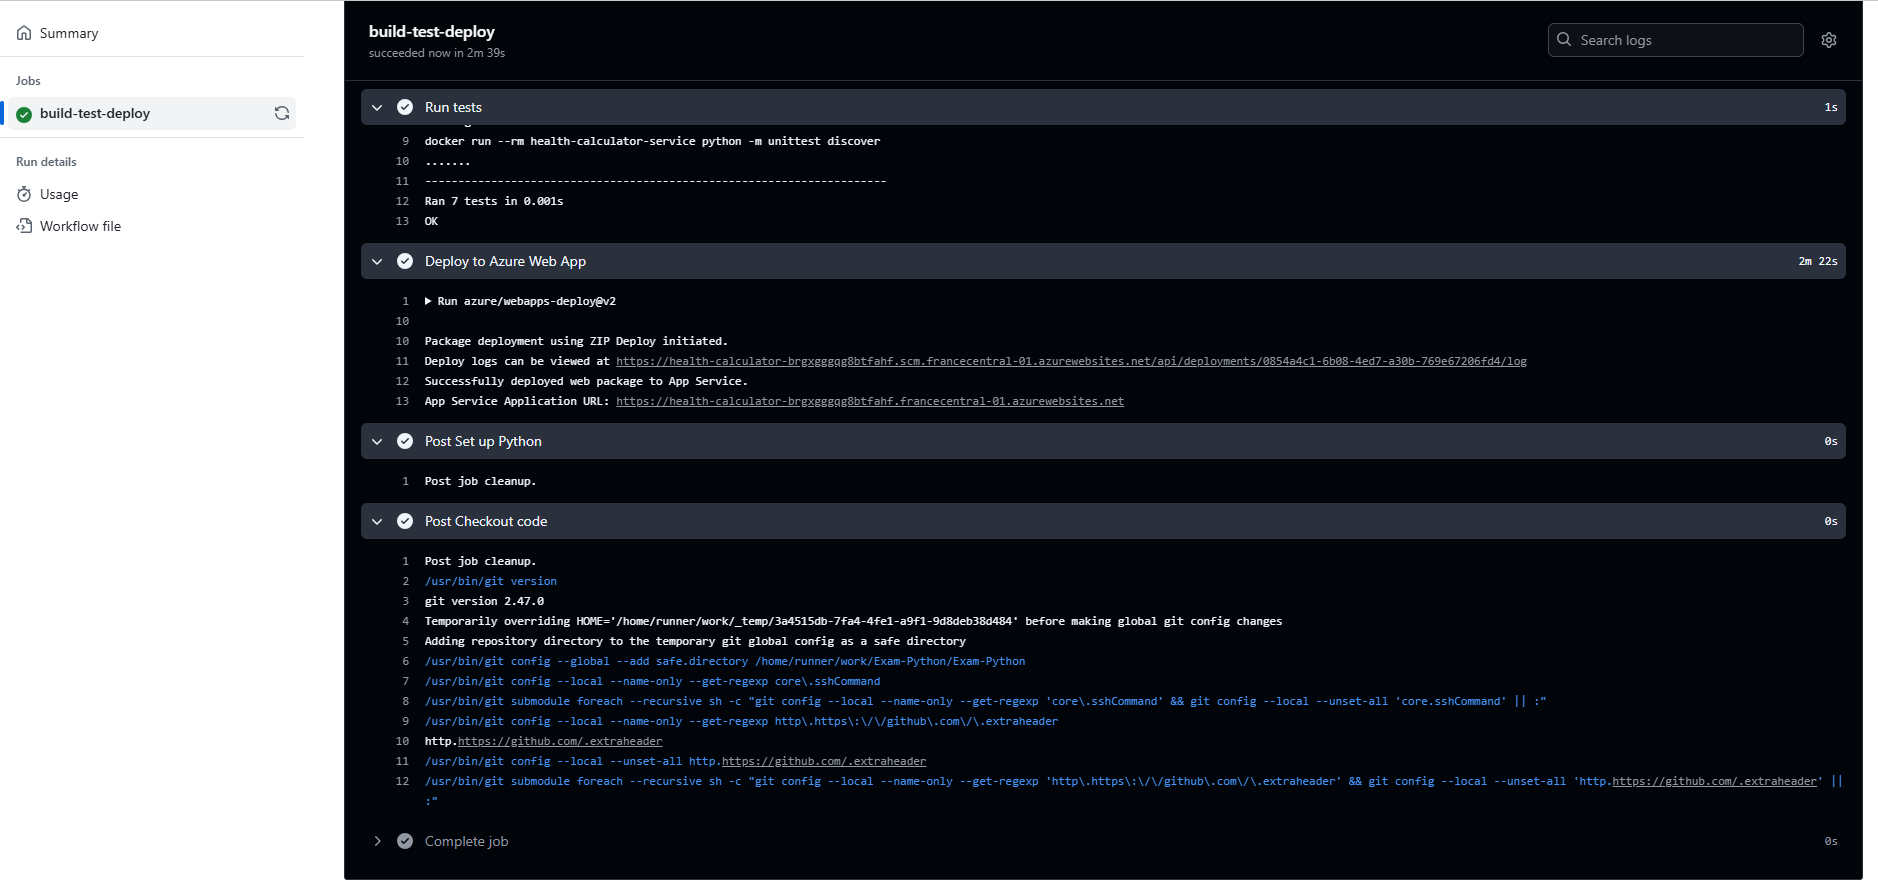 Summary
Jobs
build-test-deploy
Run details
Usage
Workflow file
build-test-deploy
succeeded now in 2m 39s
Search logs
Run tests 1s
9 docker run --rm health-calculator-service python -m unittest discover
10 .......
11 ----------------------------------------------------------------------
12 Ran 7 tests in 0.001s
13 OK
Deploy to Azure Web App 2m 22s
1 Run azure/webapps-deploy@v2
10
10 Package deployment using ZIP Deploy initiated.
11 Deploy logs can be viewed at https://health-calculator-brgxgggqg8btfahf.scm.francecentral-01.azurewebsites.net/api/deployments/0854a4c1-6b08-4ed7-a30b-769e67206fd4/log
12 Successfully deployed web package to App Service.
13 App Service Application URL: https://health-calculator-brgxgggqg8btfahf.francecentral-01.azurewebsites.net
Post Set up Python 0s
1 Post job cleanup.
Post Checkout code 0s
1 Post job cleanup.
2 /usr/bin/git version
3 git version 2.47.0
4 Temporarily overriding HOME='/home/runner/work/_temp/3a4515db-7fa4-4fe1-a9f1-9d8deb38d484' before making global git config changes
5 Adding repository directory to the temporary git global config as a safe directory
6 /usr/bin/git config --global --add safe.directory /home/runner/work/Exam-Python/Exam-Python
7 /usr/bin/git config --local --name-only --get-regexp core\.sshCommand
8 /usr/bin/git submodule foreach --recursive sh -c "git config --local --name-only --get-regexp 'core\.sshCommand' && git config --local --unset-all 'core.sshCommand' || :"
9 /usr/bin/git config --local --name-only --get-regexp http\.https\:\/\/github\.com\/\.extraheader
10 http.https://github.com/.extraheader
11 /usr/bin/git config --local --unset-all http.https://github.com/.extraheader
12 /usr/bin/git submodule foreach --recursive sh -c "git config --local --name-only --get-regexp 'http\.https\:\/\/github\.com\/\.extraheader' && git config --local --unset-all 'http.https://github.com/.extraheader' ||
:"
Complete job 0s